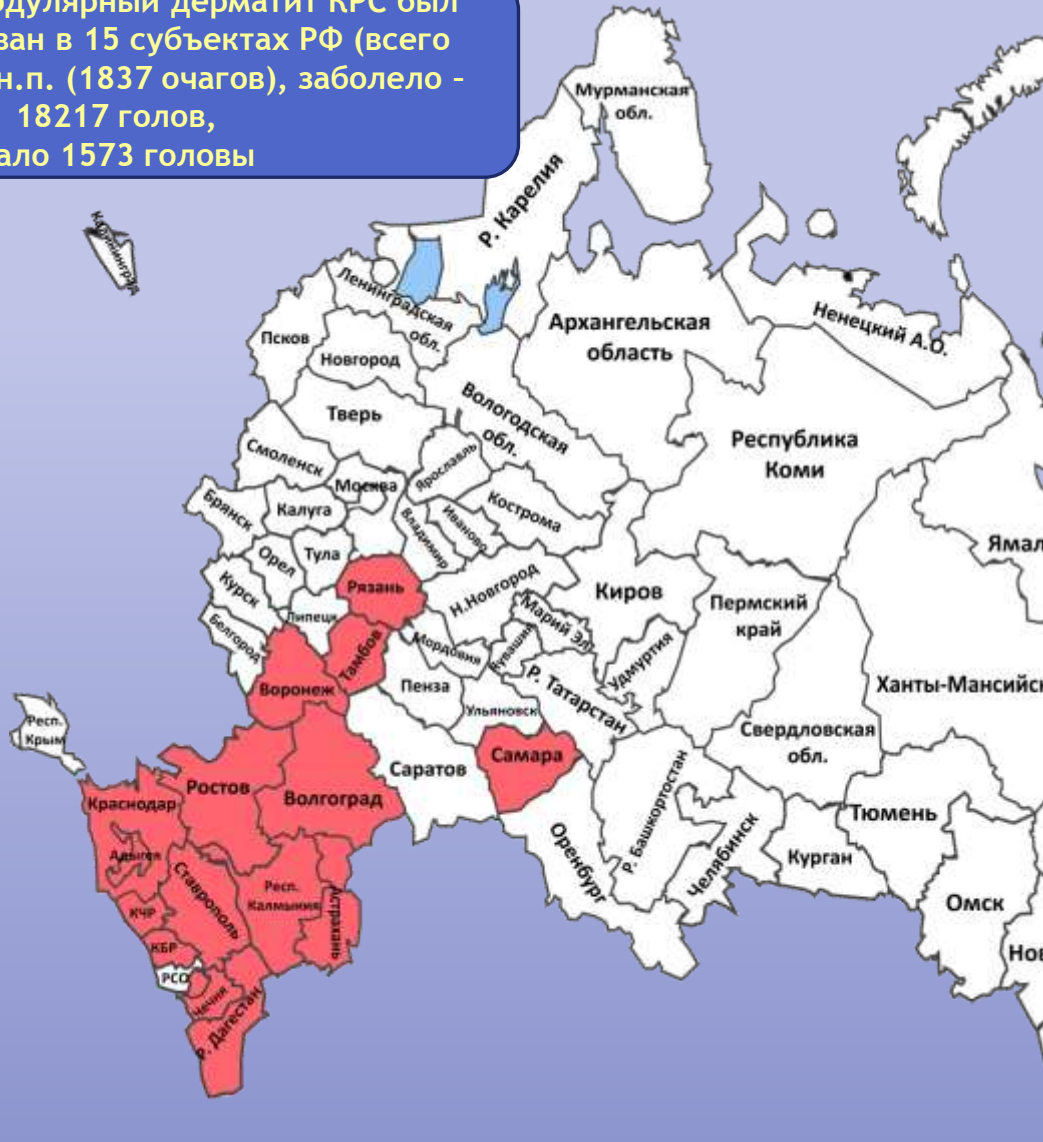 одулярный дерматит КРС был
ван в 15 субъектах РФ (всего
н.п. (1837 очагов), заболело –
18217 голов,
ало 1573 головы
Мурманская
обл.
Р. Карелия
Калининград
Ленинградская
обл.
Архангельская
область
Ненецкий А.О.
Псков
Новгород
Тверь
Вологодская
обл.
Республика
Коми
Смоленск
Москва
Ярославль
Кострома
Брянск
Калуга
Владимир
Иваново
Ямал
Орел
Тула
Курск
Рязань
Н.Новгород
Киров
Пермский
край
Липецк
Белгород
Тамбов
Мордовия
Чувашия
Марий Эл
Удмуртия
Воронеж
Пенза
Ульяновск
Р. Татарстан
Ханты-Мансийск
Респ.
Крым
Свердловская
обл.
Ростов
Волгоград
Саратов
Самара
Краснодар
Р. Башкортостан
Тюмень
Адыгея
Ставрополь
Оренбург
Челябинск
Курган
Респ.
Калмыкия
Астрахань
Омск
КЧР
КБР
Нов
РСО
Чечня
Р. Дагестан